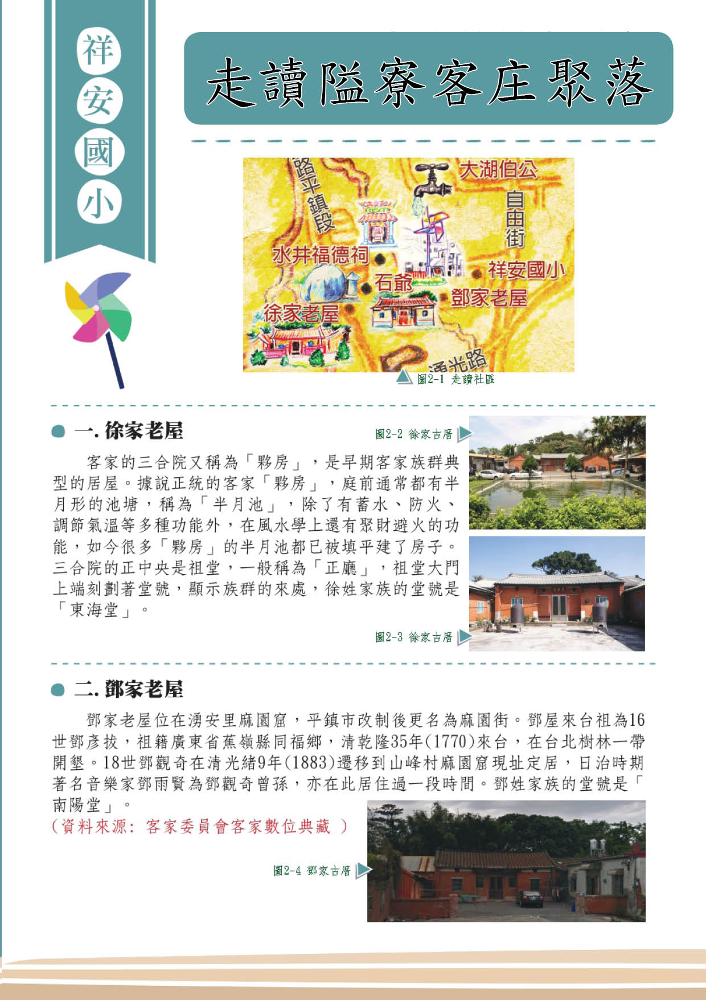 祥安國小
走讀隘寮客庄聚落
路平鎮段
大湖伯公
自由街
水井福德祠
祥安國小
石爺
鄧家老屋
徐家老屋
通光路
圖2-1 走讀社區
一.徐家老屋
圖2-2 徐家古厝
客家的三合院又稱為「夥房」，是早期客家族群典
型的居屋。據說正統的客家「夥房」，庭前通常都有半
月形的池塘，稱為「半月池」，除了有蓄水、防火、
調節氣溫等多種功能外，在風水學上還有聚財避火的功
能，如今很多「夥房」的半月池都已被填平建了房子。
三合院的正中央是祖堂，一般稱為「正廳」，祖堂大門
上端刻劃著堂號，顯示族群的來處，徐姓家族的堂號是
「東海堂」。
圖2-3 徐家古厝
二.鄧家老屋
鄧家老屋位在湧安里麻園窟，平鎮市改制後更名為麻園街。鄧屋來台祖為16
世鄧彥拔，祖籍廣東省蕉嶺縣同福鄉，清乾隆35年(1770)來台，在台北樹林一帶
開墾。18世鄧觀奇在清光緒9年(1883)遷移到山峰村麻園窟現址定居，日治時期
著名音樂家鄧雨賢為鄧觀奇曾孫，亦在此居住過一段時間。鄧姓家族的堂號是「
南陽堂」。
(資料來源: 客家委員會客家數位典藏 )
圖2-4 鄧家古厝